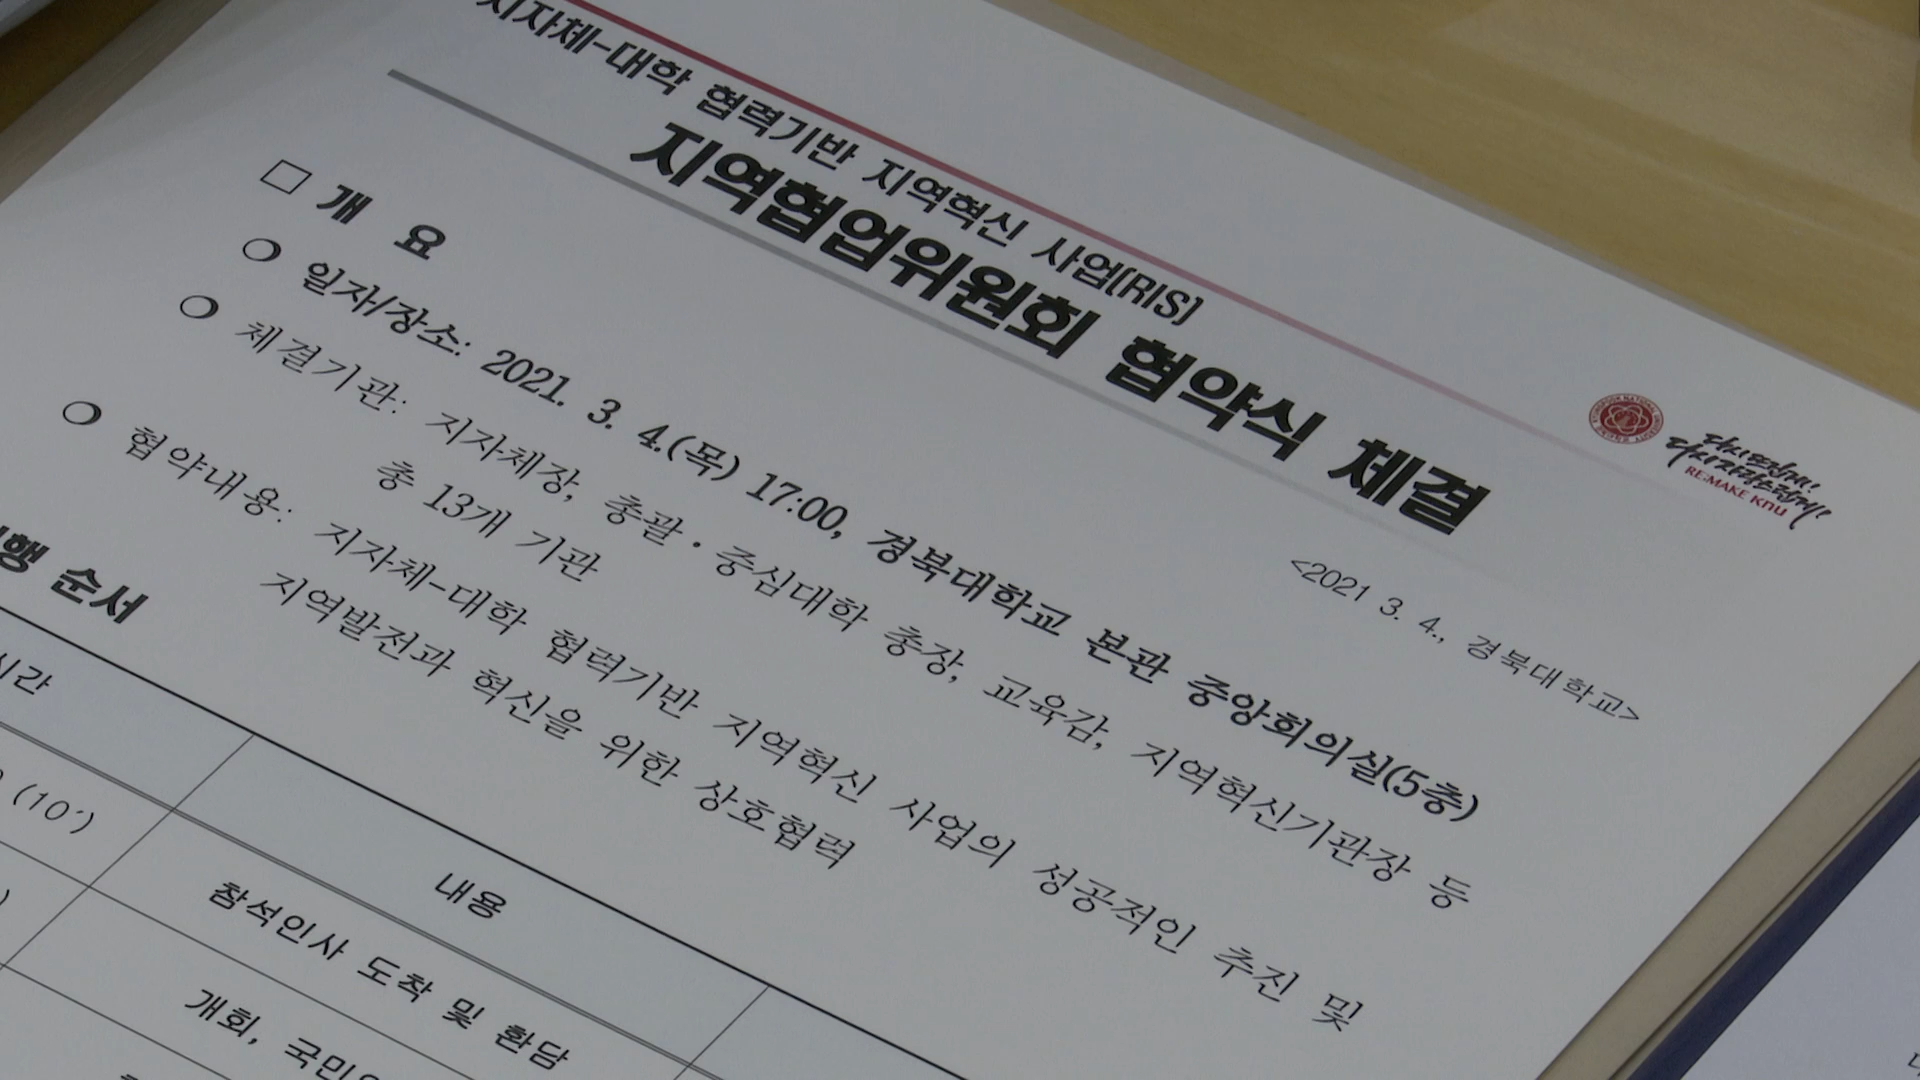 지자체-대학 협력기반 지역혁신 사업(RIS)
지역협업위원회 협약식 체결
KYUNGPOOK NATIONAL UNIVERSITY
다시 또다시!
RE:MAKE KNU
<2021 3. 4., 경북대학교>
□ 개 요
❍ 일자/장소: 2021. 3. 4.(목) 17:00, 경북대학교 본관 중앙회의실(5층)
❍ 체결기관: 지자체장, 총괄·중심대학 총장, 교육감, 지역혁신기관장 등
총 13개 기관
❍ 협약내용: 지자체-대학 협력기반 지역혁신 사업의 성공적인 추진 및
지역발전과 혁신을 위한 상호협력
행 순서
시간
내용
(10´)
참석인사 도착 및 환담
개회, 국민